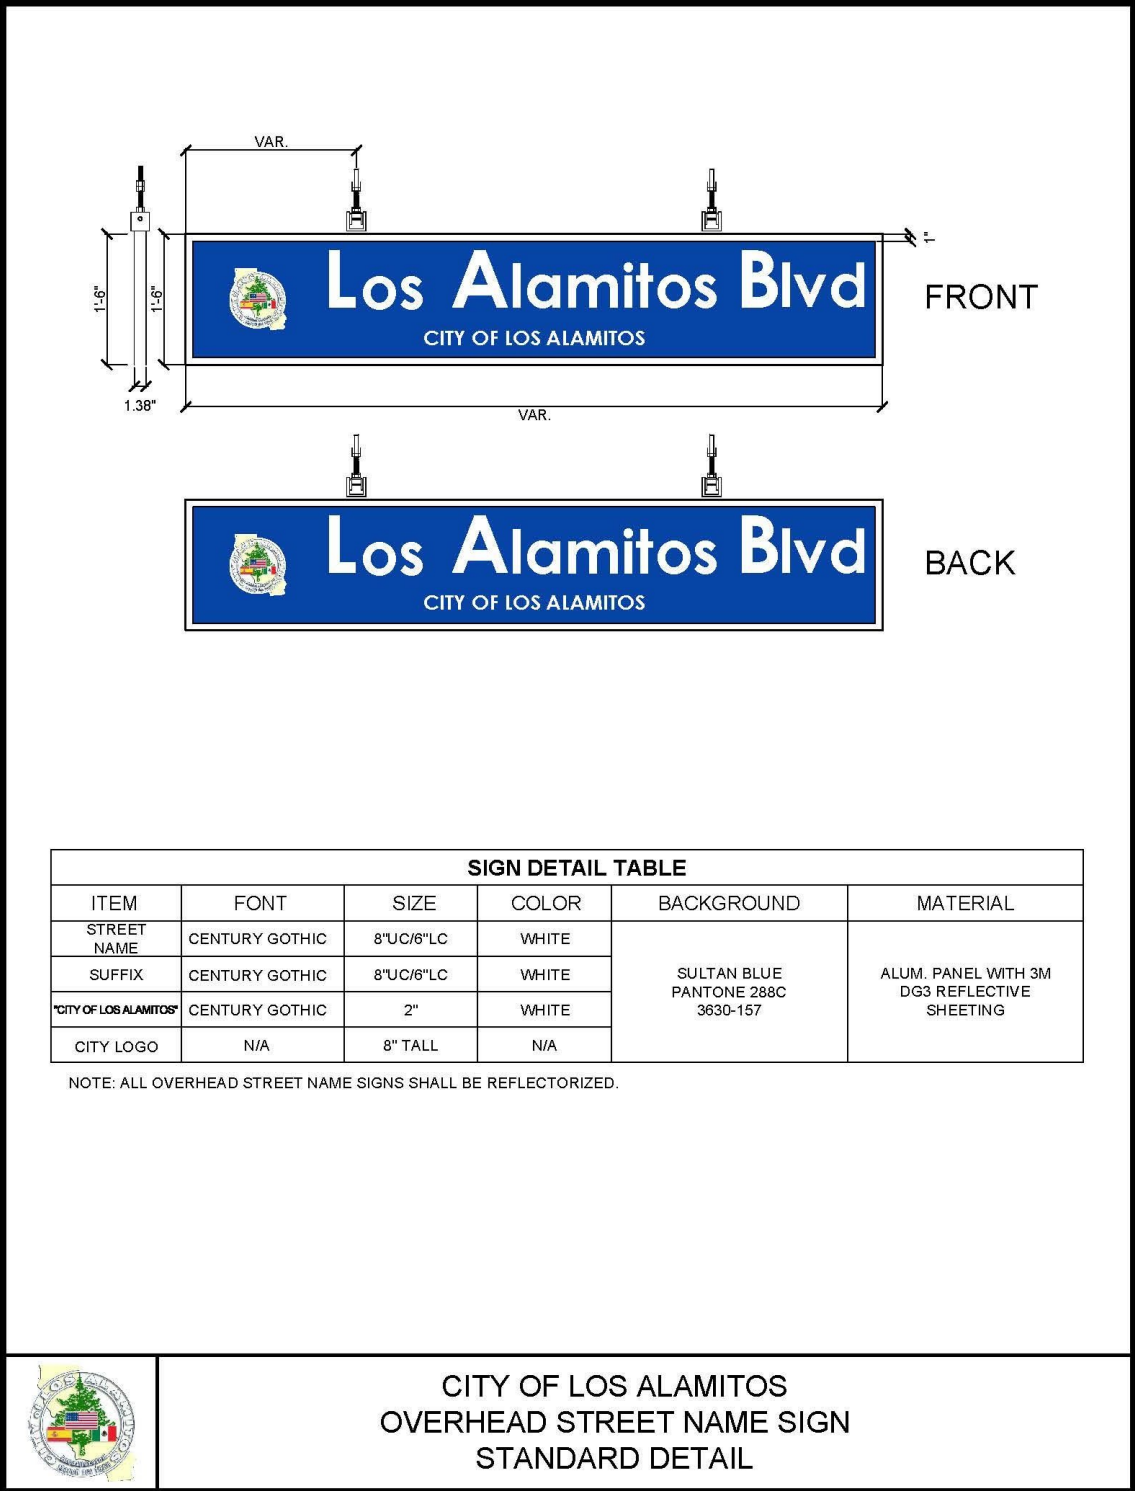 VAR.
1'-6"
1'-6"
1"
Los Alamitos Blvd
CITY OF LOS ALAMITOS
FRONT
1.38"
VAR.
Los Alamitos Blvd
CITY OF LOS ALAMITOS
BACK
SIGN DETAIL TABLE
ITEM FONT SIZE COLOR BACKGROUND MATERIAL
STREET NAME CENTURY GOTHIC 8"UC/6"LC WHITE
SUFFIX CENTURY GOTHIC 8"UC/6"LC WHITE
"CITY OF LOS ALAMITOS" CENTURY GOTHIC 2" WHITE
CITY LOGO N/A 8" TALL N/A
SULTAN BLUE
PANTONE 288C
3630-157
ALUM. PANEL WITH 3M
DG3 REFLECTIVE
SHEETING
NOTE: ALL OVERHEAD STREET NAME SIGNS SHALL BE REFLECTORIZED.
CITY OF LOS ALAMITOS
CITY OF LOS ALAMITOS
OVERHEAD STREET NAME SIGN
STANDARD DETAIL